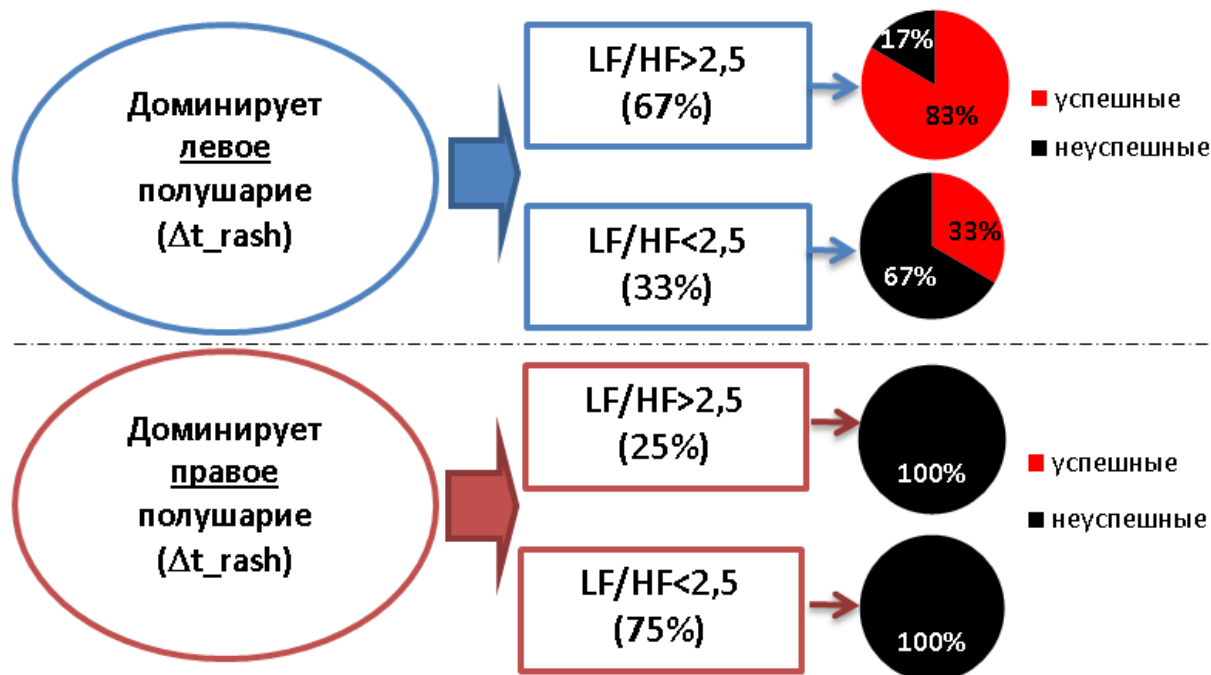 Доминирует
левое
полушарие
(Δt_rash)
LF/HF>2,5
(67%)
17%
83%
успешные
неуспешные
LF/HF<2,5
(33%)
33%
67%
Доминирует
правое
полушарие
(Δt_rash)
LF/HF>2,5
(25%)
100%
успешные
неуспешные
LF/HF<2,5
(75%)
100%